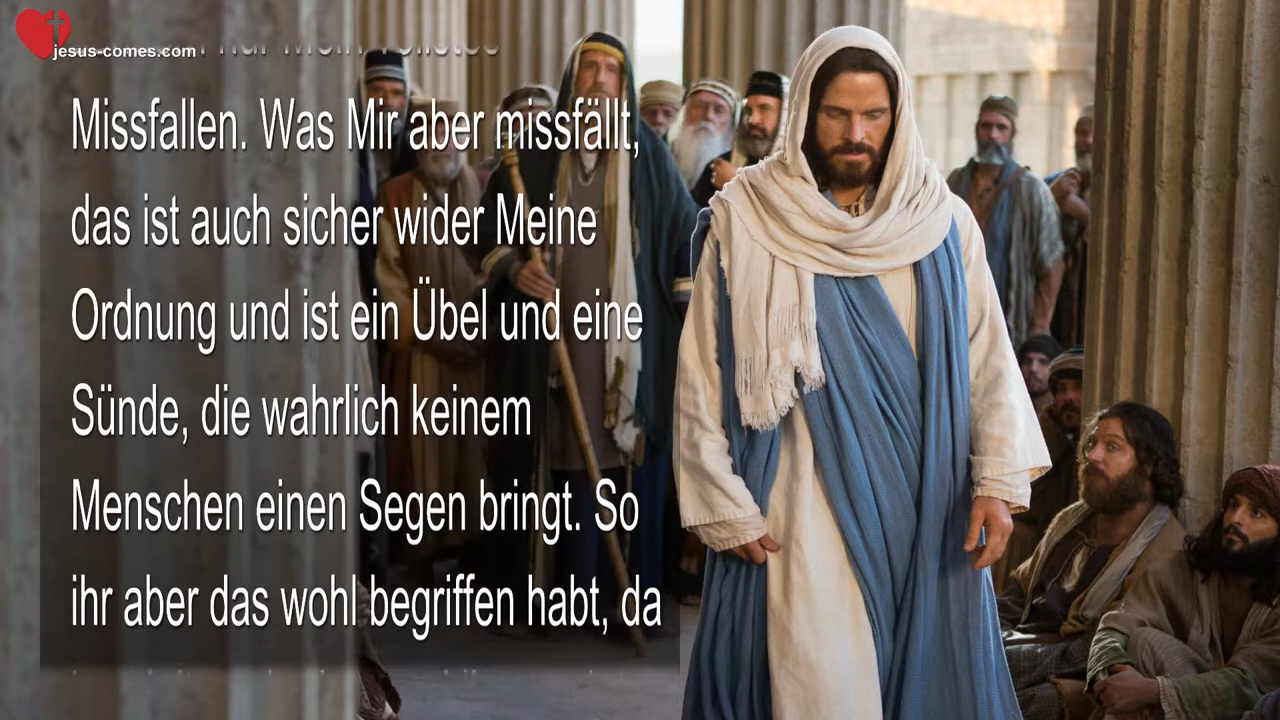 jesus-comes.com
Missfallen. Was Mir aber missfällt,
das ist auch sicher wider Meine
Ordnung und ist ein Übel und eine
Sünde, die wahrlich keinem
Menschen einen Segen bringt. So
ihr aber das wohl begriffen habt, da